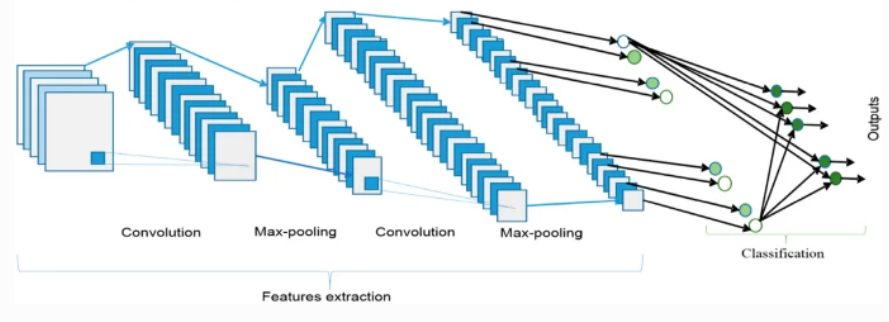 Convolution
Max-pooling
Convolution
Max-pooling
Features extraction
Classification
Outputs